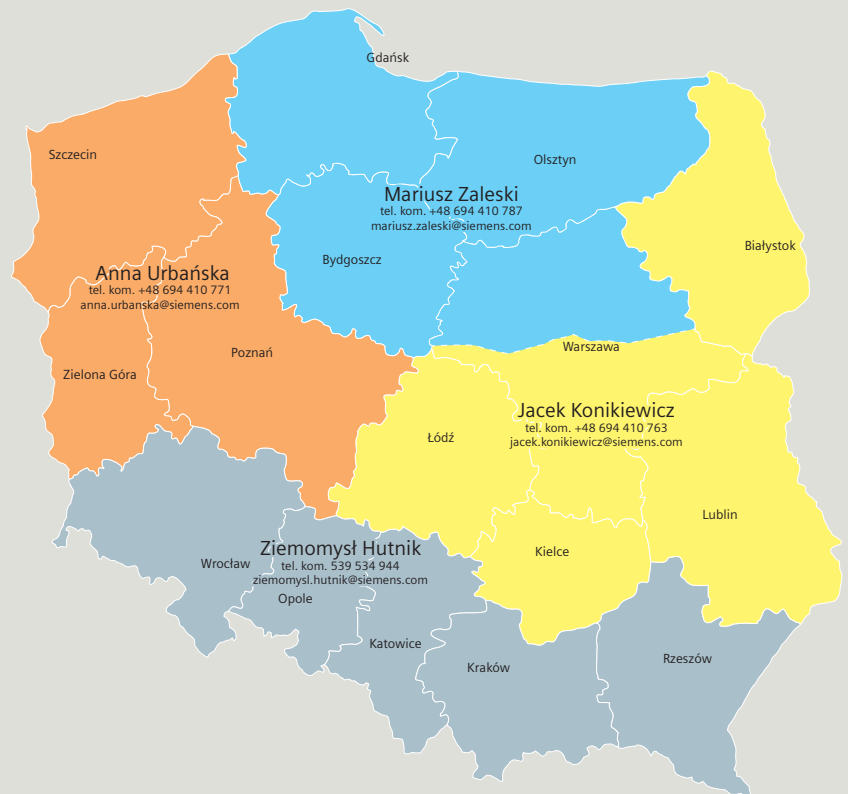 Gdańsk
Szczecin
Olsztyn
Mariusz Zaleski
tel. kom. +48 694 410 787
mariusz.zaleski@siemens.com
Białystok
Bydgoszcz
Anna Urbańska
tel. kom. +48 694 410 771
anna.urbanska@siemens.com
Warszawa
Poznań
Zielona Góra
Jacek Konikiewicz
tel. kom. +48 694 410 763
jacek.konikiewicz@siemens.com
Łódź
Lublin
Ziemomysł Hutnik
tel. kom. 539 534 944
ziemomysl.hutnik@siemens.com
Kielce
Wrocław
Opole
Katowice
Kraków
Rzeszów